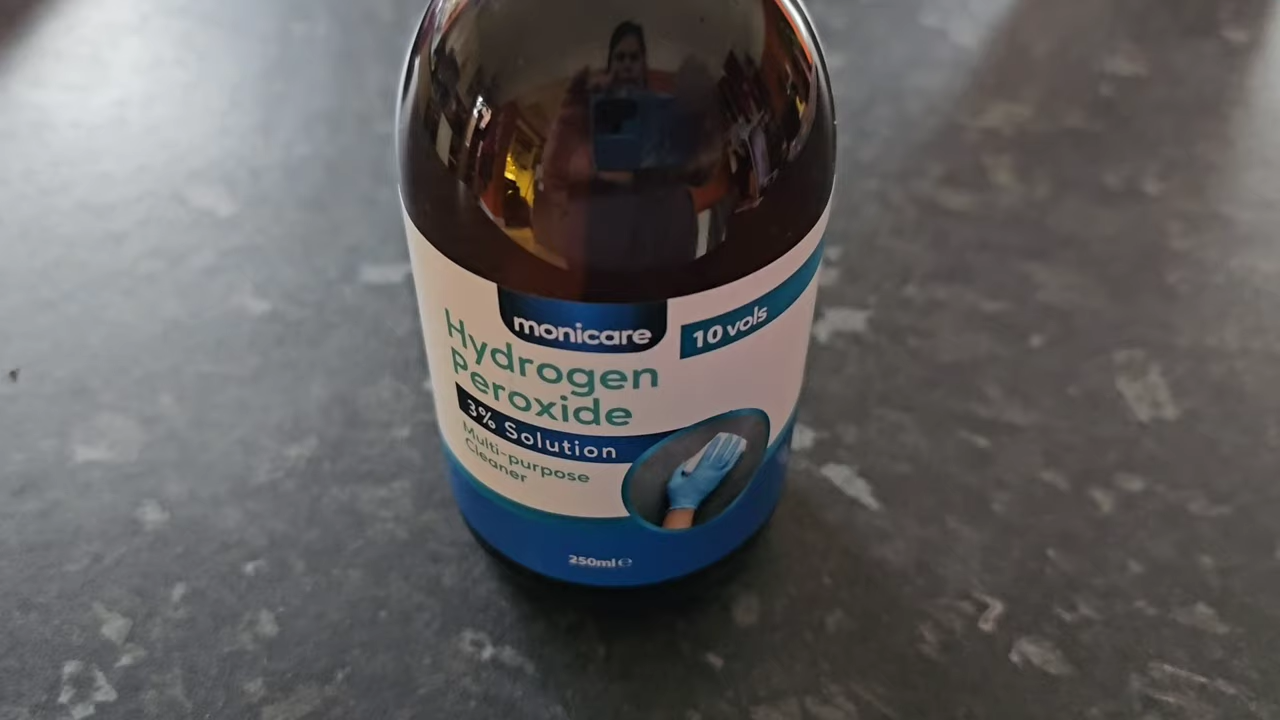 monicare
10 vols
Hydrogen
Peroxide
3% Solution
Multi-purpose
Cleaner
250ml℮